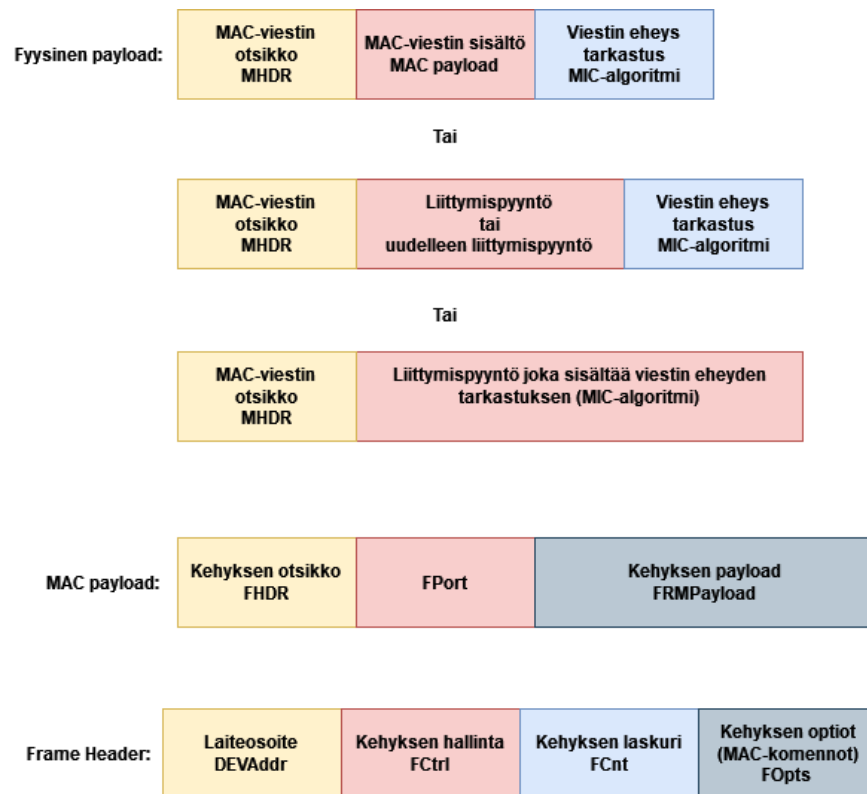 Fyysinen payload:
MAC-viestin
otsikko
MHDR
MAC-viestin sisältö
MAC payload
Viestin eheys
tarkastus
MIC-algoritmi
Tai
MAC-viestin
otsikko
MHDR
Liittymispyyntö
tai
uudelleen liittymispyyntö
Viestin eheys
tarkastus
MIC-algoritmi
Tai
MAC-viestin
otsikko
MHDR
Liittymispyyntö joka sisältää viestin eheyden
tarkastuksen (MIC-algoritmi)
MAC payload:
Kehyksen otsikko
FHDR
FPort
Kehyksen payload
FRMPayload
Frame Header:
Laiteosoite
DEVAddr
Kehyksen hallinta
FCtrl
Kehyksen laskuri
FCnt
Kehyksen optiot
(MAC-komennot)
FOpts